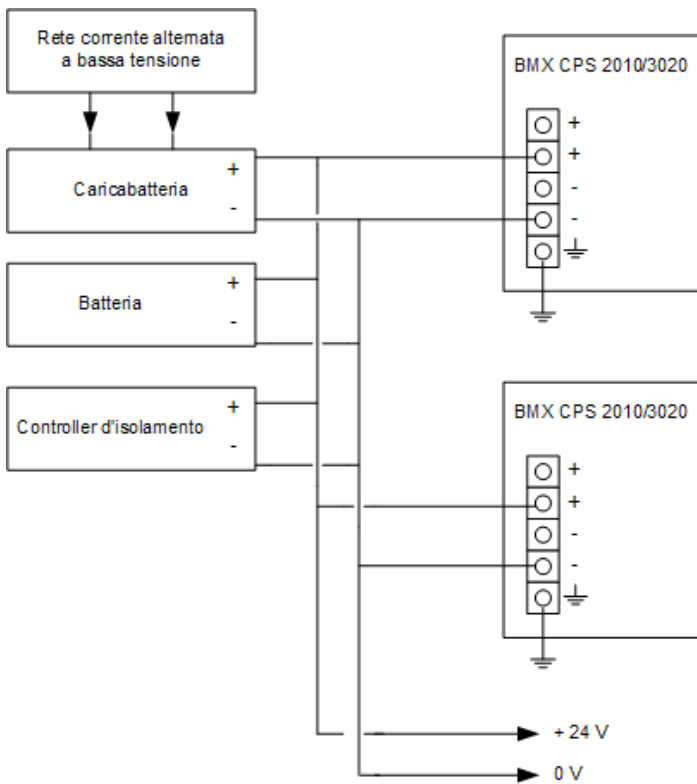 Rete corrente alternata
a bassa tensione
BMX CPS 2010/3020
+
+
-
-
Caricabatteria
+
-
Batteria
+
-
Controller d'isolamento
+
-
BMX CPS 2010/3020
+
+
-
-
+ 24 V
0 V